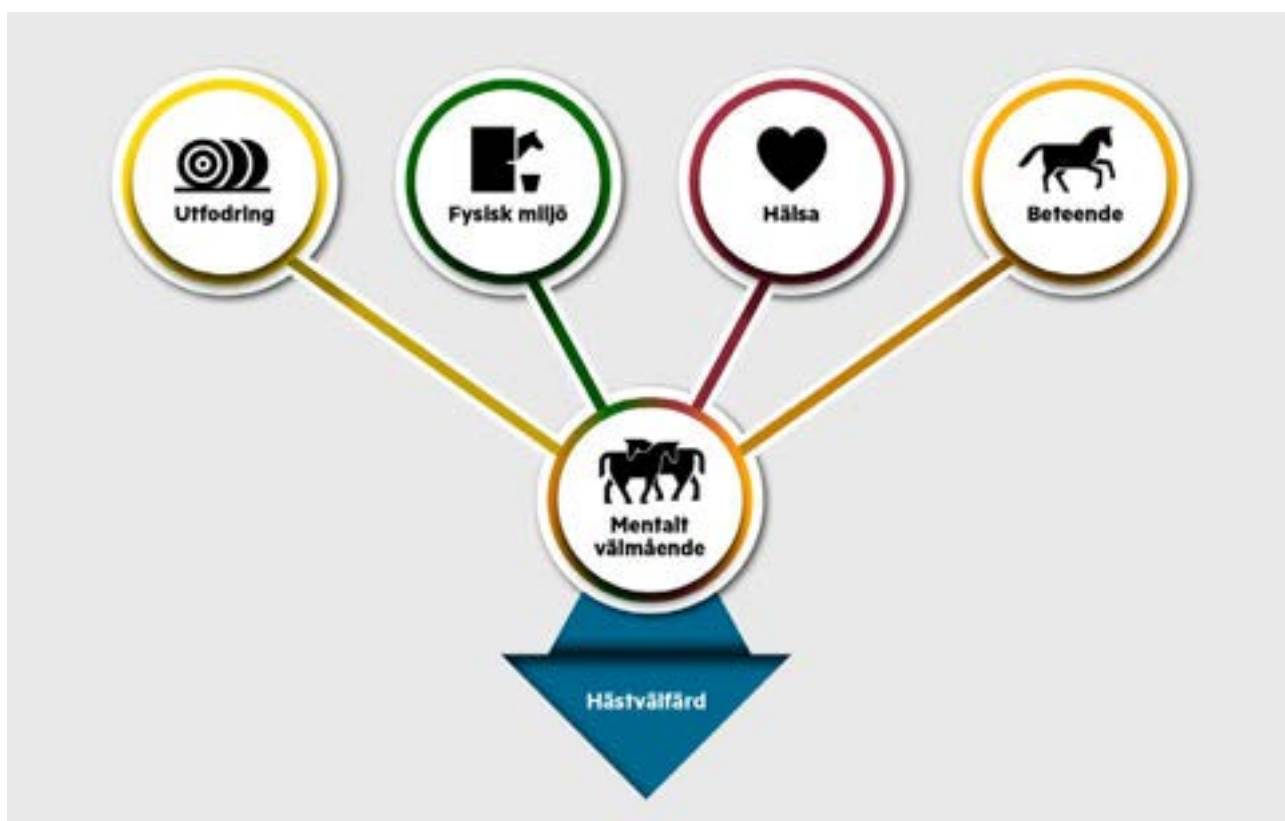 Utfodring
Fysisk miljö
Hälsa
Beteende
Mentalt
välmående
Hästvälfärd